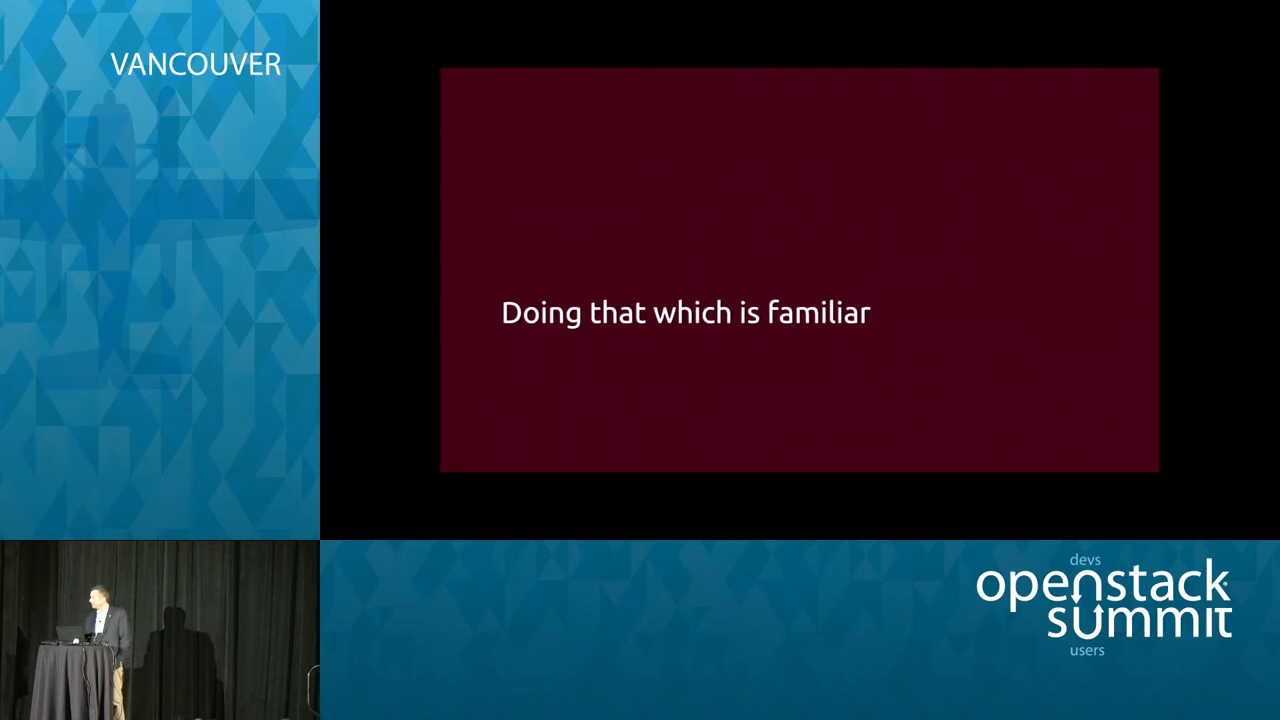 VANCOUVER
Doing that which is familiar
devs
openstack
summit
users